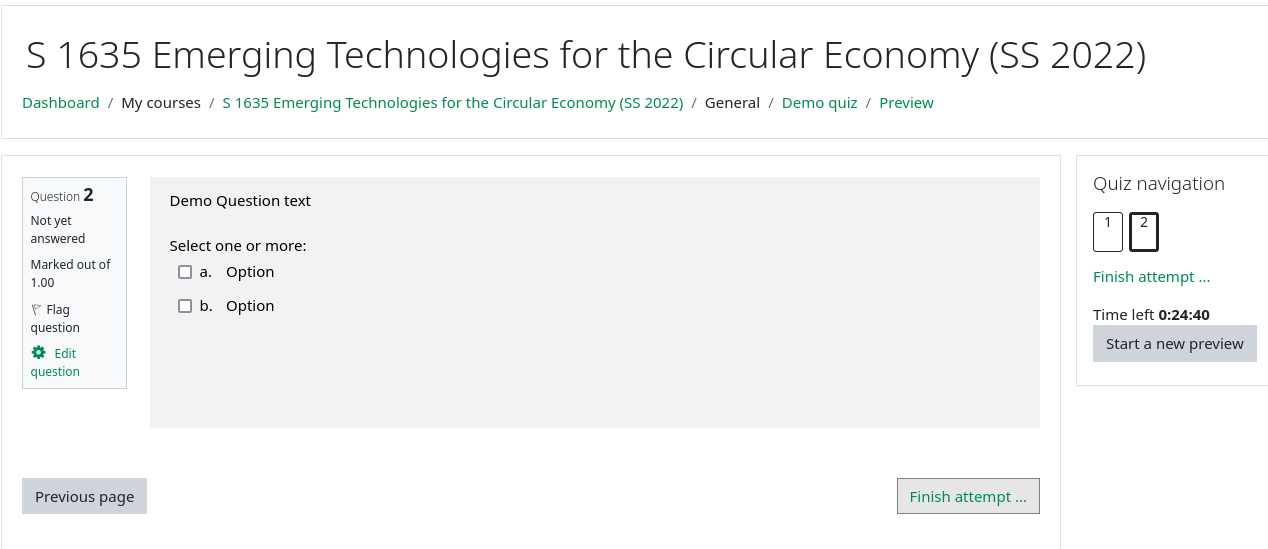 S 1635 Emerging Technologies for the Circular Economy (SS 2022)
Dashboard / My courses / S 1635 Emerging Technologies for the Circular Economy (SS 2022) / General / Demo quiz / Preview
Question 2
Not yet
answered
Marked out of
1.00
Flag
question
Edit
question
Demo Question text
Select one or more:
a. Option
b. Option
Previous page
Finish attempt ...
Quiz navigation
1 2
Finish attempt ...
Time left 0:24:40
Start a new preview